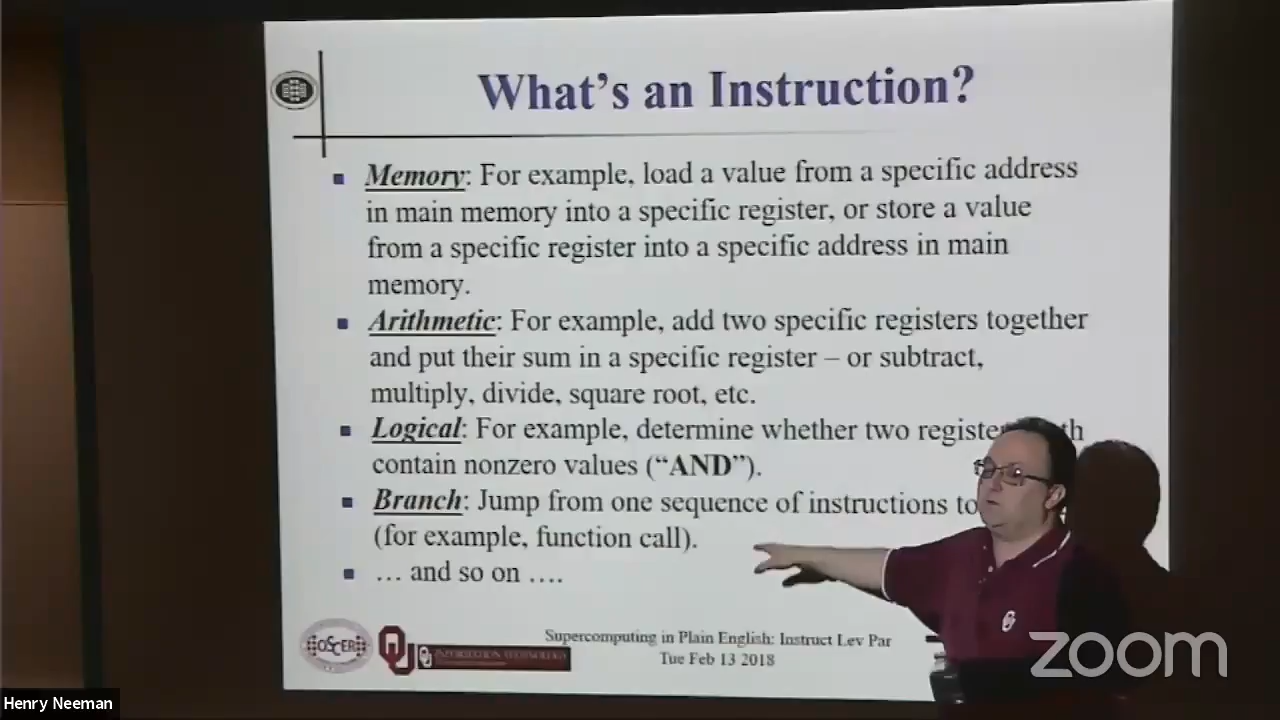 What's an Instruction?
Memory: For example, load a value from a specific address
in main memory into a specific register, or store a value
from a specific register into a specific address in main
memory.
Arithmetic: For example, add two specific registers together
and put their sum in a specific register – or subtract,
multiply, divide, square root, etc.
Logical: For example, determine whether two
contain nonzero values ("AND").
Branch: Jump from one sequence of instructions to
(for example, function call).
… and so on ….
OSCER
INFORMATION TECHNOLOGY
Supercomputing in Plain English: Instruct Lev Par
Tue Feb 13 2018
zoom
Henry Neeman